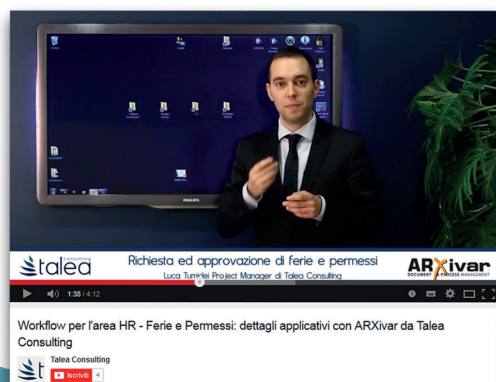 PHILIPS
talea
consulting
Richiesta ed approvazione di ferie e permessi
Luca Tumidei Project Manager di Talea Consulting
ARXivar
DOCUMENT & PROCESS MANAGEMENT
1:38 / 4:12
Workflow per l'area HR - Ferie e Permessi: dettagli applicativi con ARXivar da Talea
Consulting
Talea Consulting
Iscriviti 4